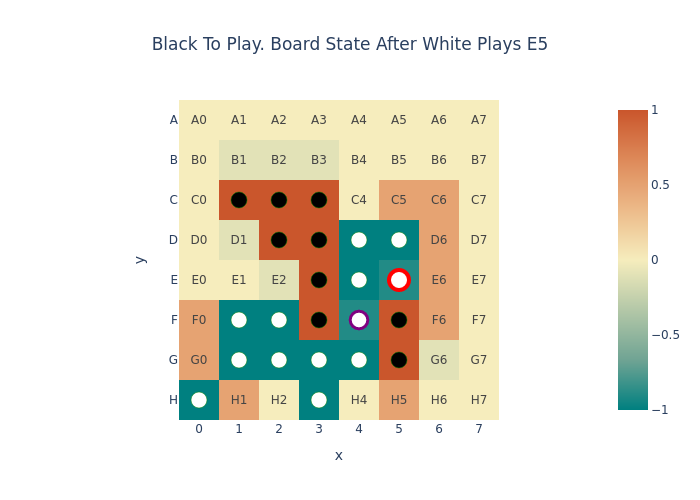 Black To Play. Board State After White Plays E5
A A0 A1 A2 A3 A4 A5 A6 A7
B B0 B1 B2 B3 B4 B5 B6 B7
C C0 C4 C5 C6 C7
D D0 D1 D6 D7
E E0 E1 E2 E6 E7
F F0 F6 F7
G G0 G6 G7
H H1 H2 H4 H5 H6 H7
0 1 2 3 4 5 6 7
x
y
1
0.5
0
−0.5
−1